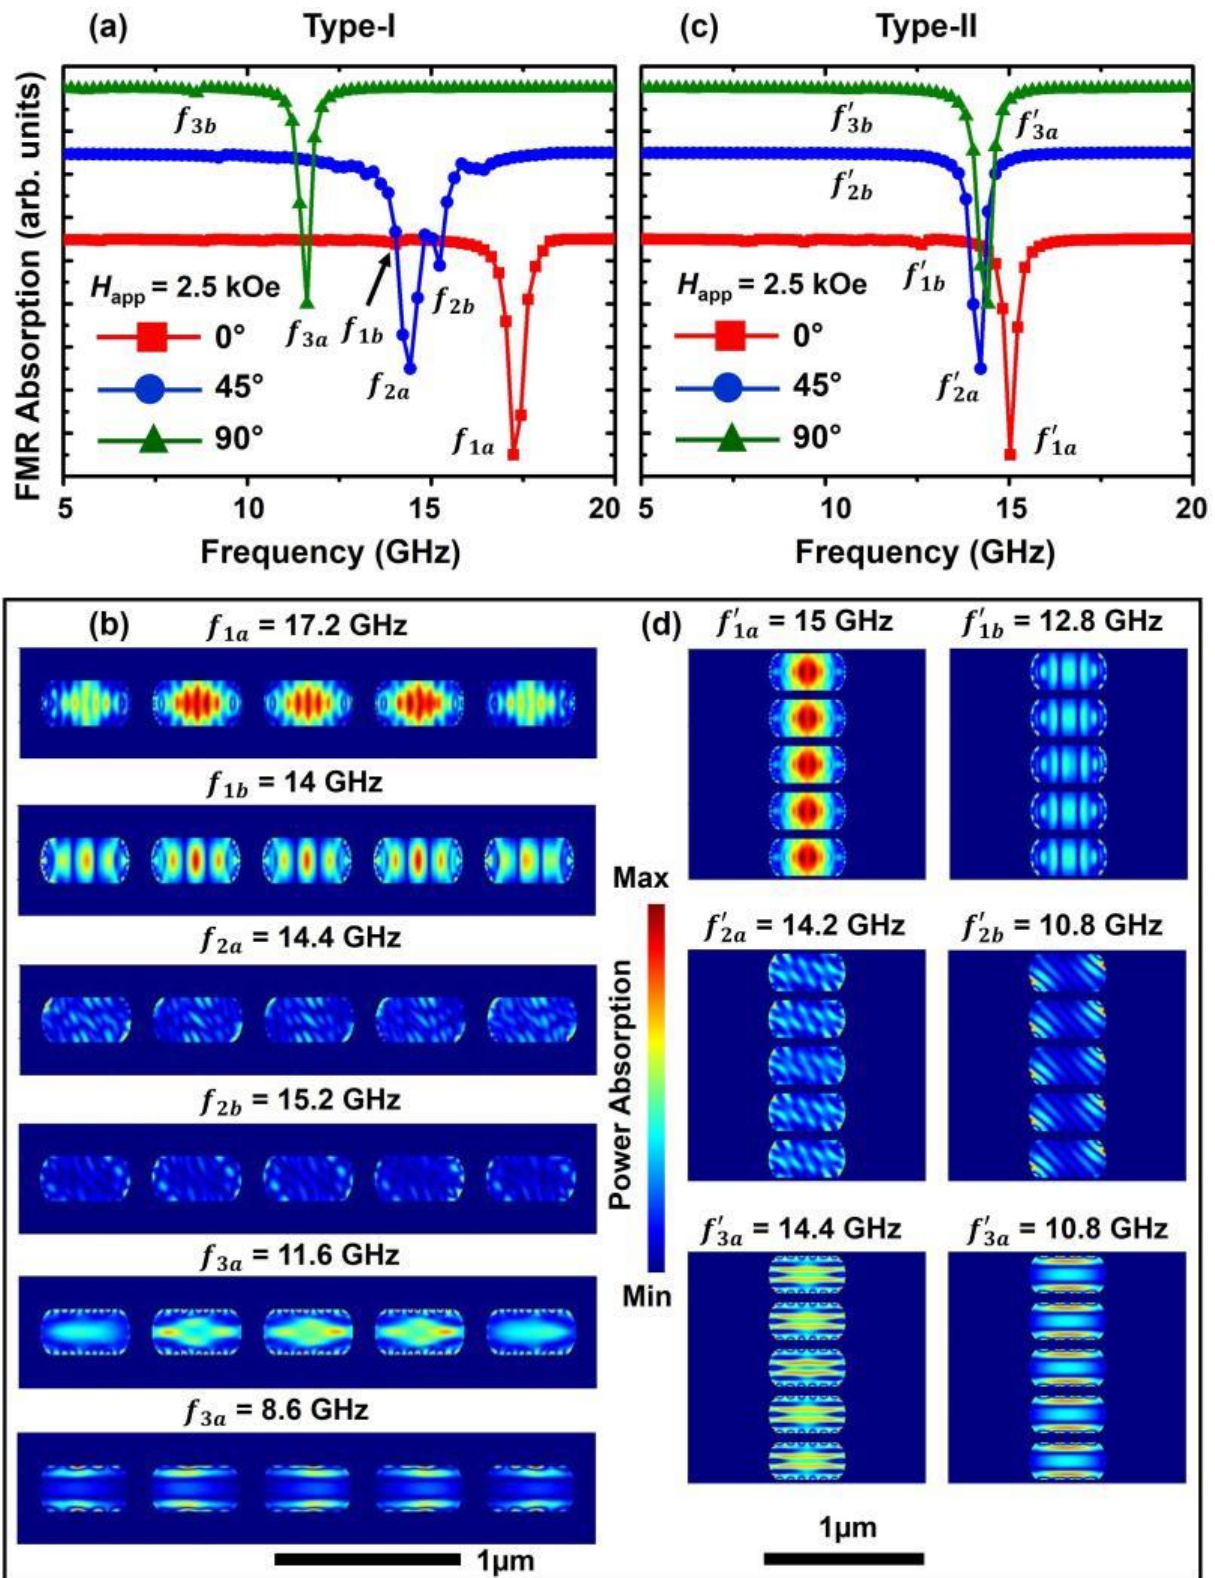 (a) Type-I
FMR Absorption (arb. units)
f3b
Happ = 2.5 kOe
0°
45°
90°
f3a
f1b
f2b
f2a
f1a
5 10 15 20
Frequency (GHz)
(c) Type-II
f′3b
f′3a
f′2b
f′1b
Happ = 2.5 kOe
0°
45°
90°
f′2a
f′1a
5 10 15 20
Frequency (GHz)
(b)
f1a = 17.2 GHz
f1b = 14 GHz
f2a = 14.4 GHz
f2b = 15.2 GHz
f3a = 11.6 GHz
f3a = 8.6 GHz
1µm
Max
Power Absorption
Min
(d)
f′1a = 15 GHz
f′1b = 12.8 GHz
f′2a = 14.2 GHz
f′2b = 10.8 GHz
f′3a = 14.4 GHz
f′3a = 10.8 GHz
1µm